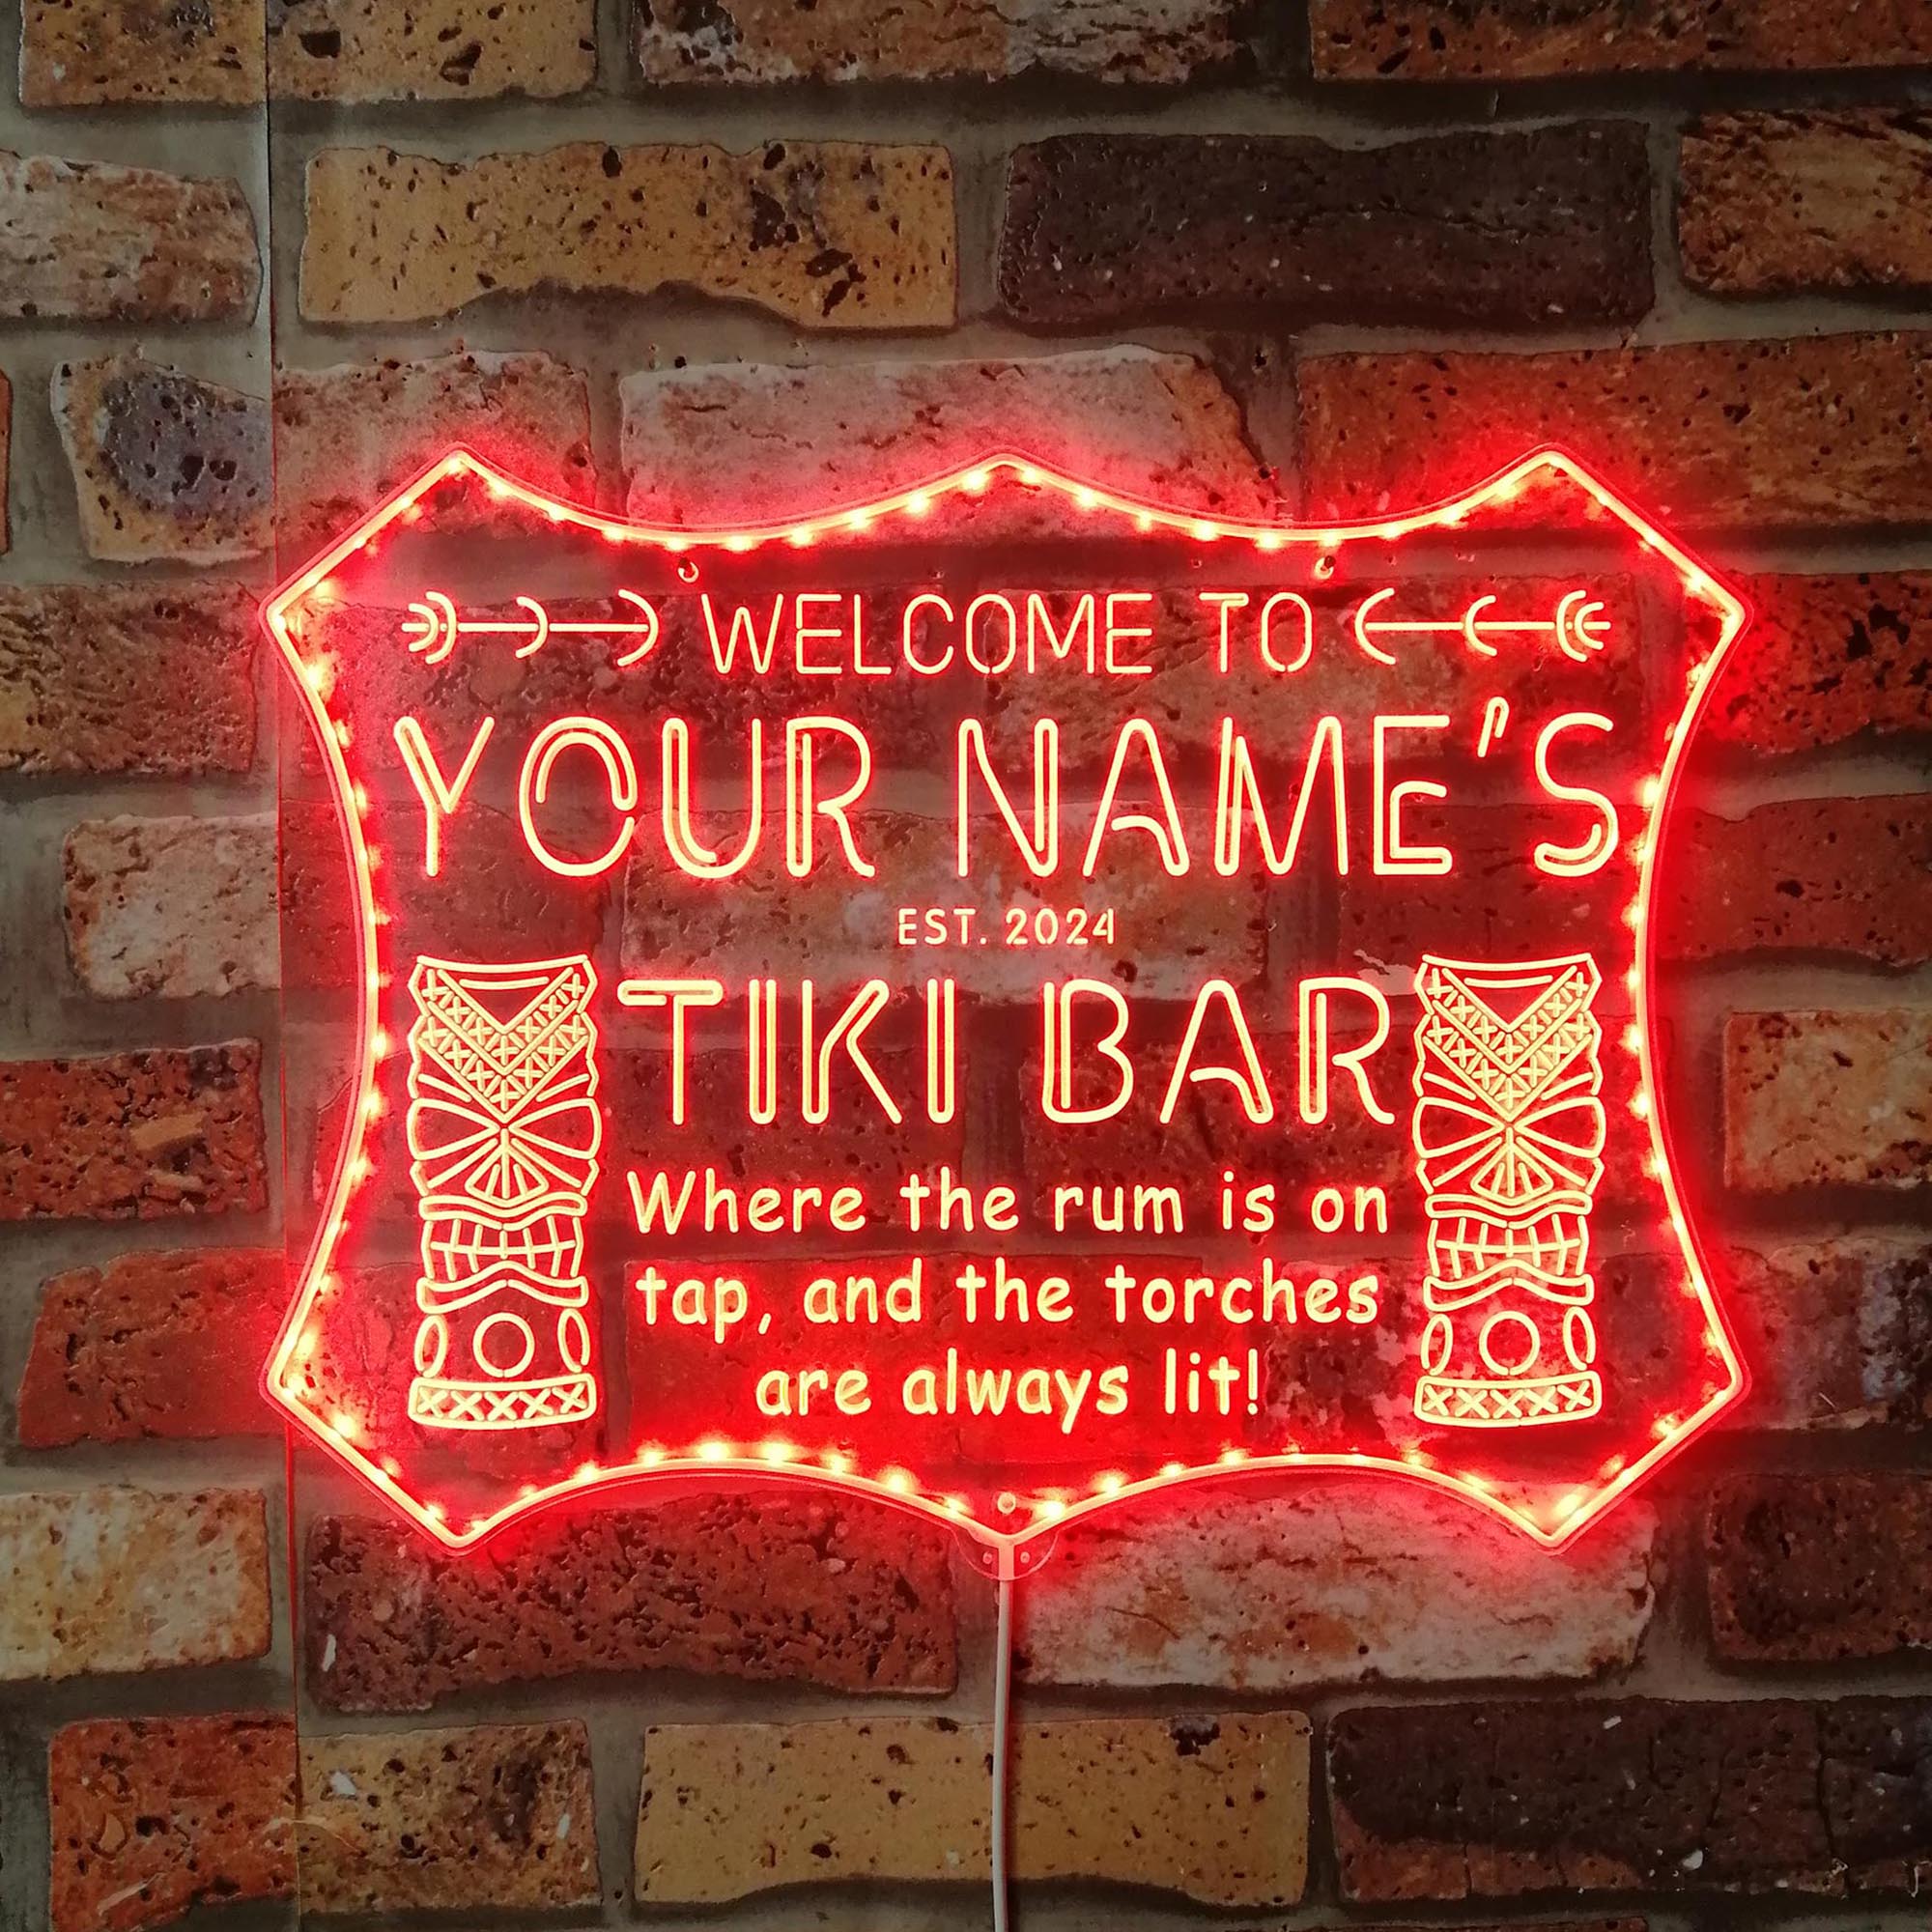 WELCOME TO
YOUR NAME'S
EST. 2024
TIKI BAR
Where the rum is on
tap, and the torches
are always lit!